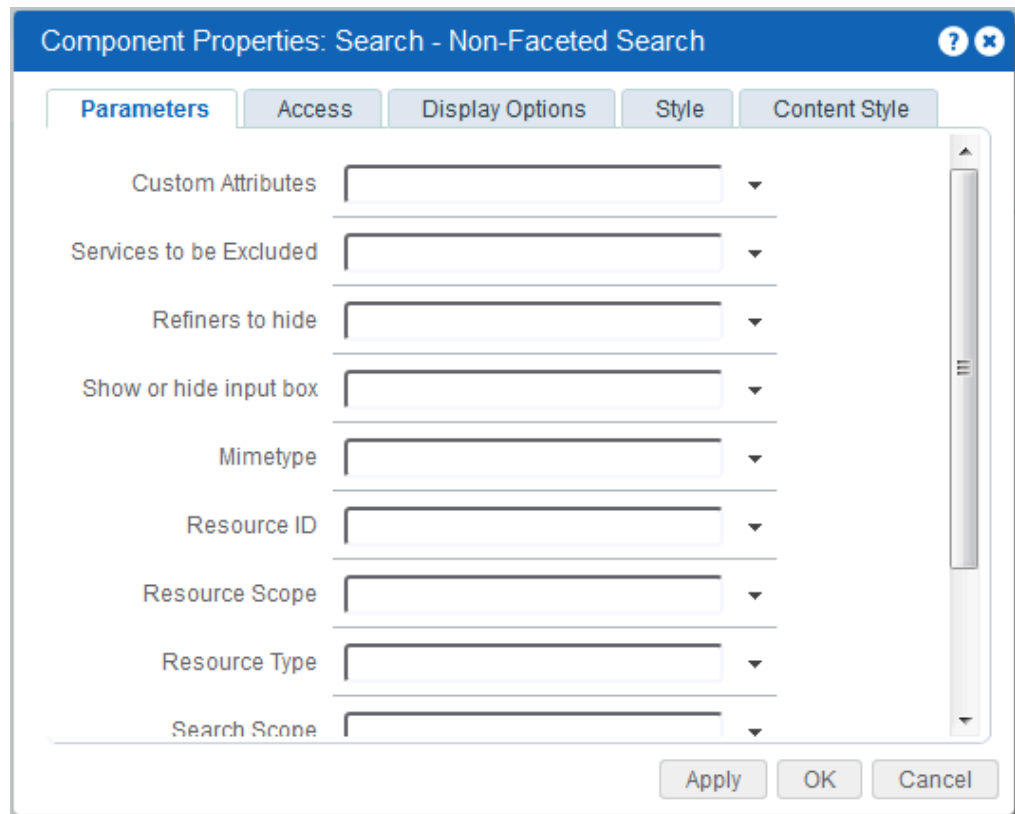 Component Properties: Search - Non-Faceted Search
Parameters Access Display Options Style Content Style
Custom Attributes
Services to be Excluded
Refiners to hide
Show or hide input box
Mimetype
Resource ID
Resource Scope
Resource Type
Search Scope
Apply OK Cancel